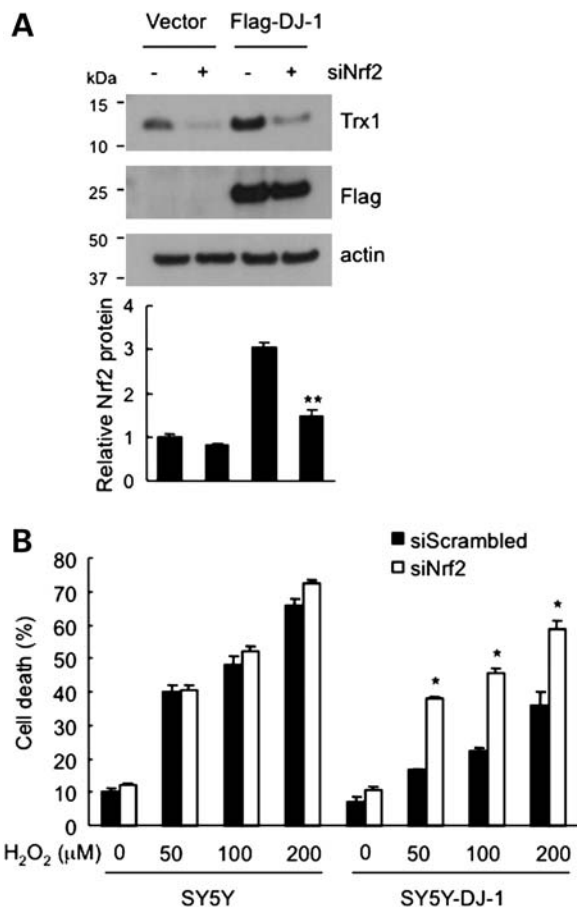 A
Vector Flag-DJ-1
- + - + siNrf2
kDa
15
10
Trx1
25
Flag
50
37
actin
Relative Nrf2 protein
4
3
2
1
0
★★
B
siScrambled
siNrf2
Cell death (%)
80
70
60
50
40
30
20
10
0
★ ★ ★
H₂O₂ (μM) 0 50 100 200 0 50 100 200
SY5Y SY5Y-DJ-1